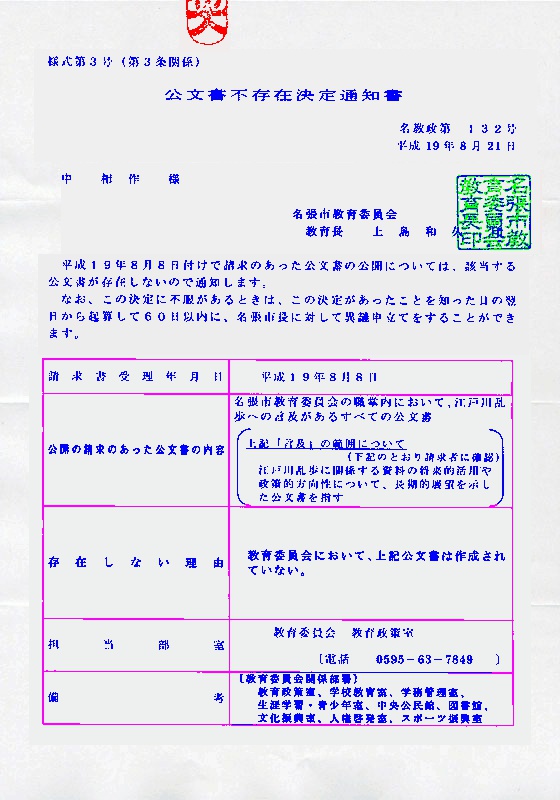 様式第3号（第3条関係）
公文書不存在決定通知書
名教政第　132号
平成19年8月21日
中　相作　様
名張市教育委員会
教育長　上島和久
名張市教育委員会教育長印
平成19年8月8日付けで請求のあった公文書の公開については、該当する
公文書が存在しないので通知します。
なお、この決定に不服があるときは、この決定があったことを知った日の翌
日から起算して60日以内に、名張市長に対して異議申立てをすることができ
ます。
請求書受理年月日
平成19年8月8日
公開の請求のあった公文書の内容
名張市教育委員会の職掌内において、江戸川乱
歩への言及があるすべての公文書
上記「言及」の範囲について
（下記のとおり請求者に確認）
江戸川乱歩に関係する資料の将来的活用や
政策的方向性について、長期的展望を示し
た公文書を指す
存在しない理由
教育委員会において、上記公文書は作成され
ていない。
担当部室
教育委員会　教育政策室
〔電話　0595-63-7849　〕
備考
〔教育委員会関係部署〕
教育政策室、学校教育室、学務管理室、
生涯学習・青少年室、中央公民館、図書館、
文化振興室、人権啓発室、スポーツ振興室